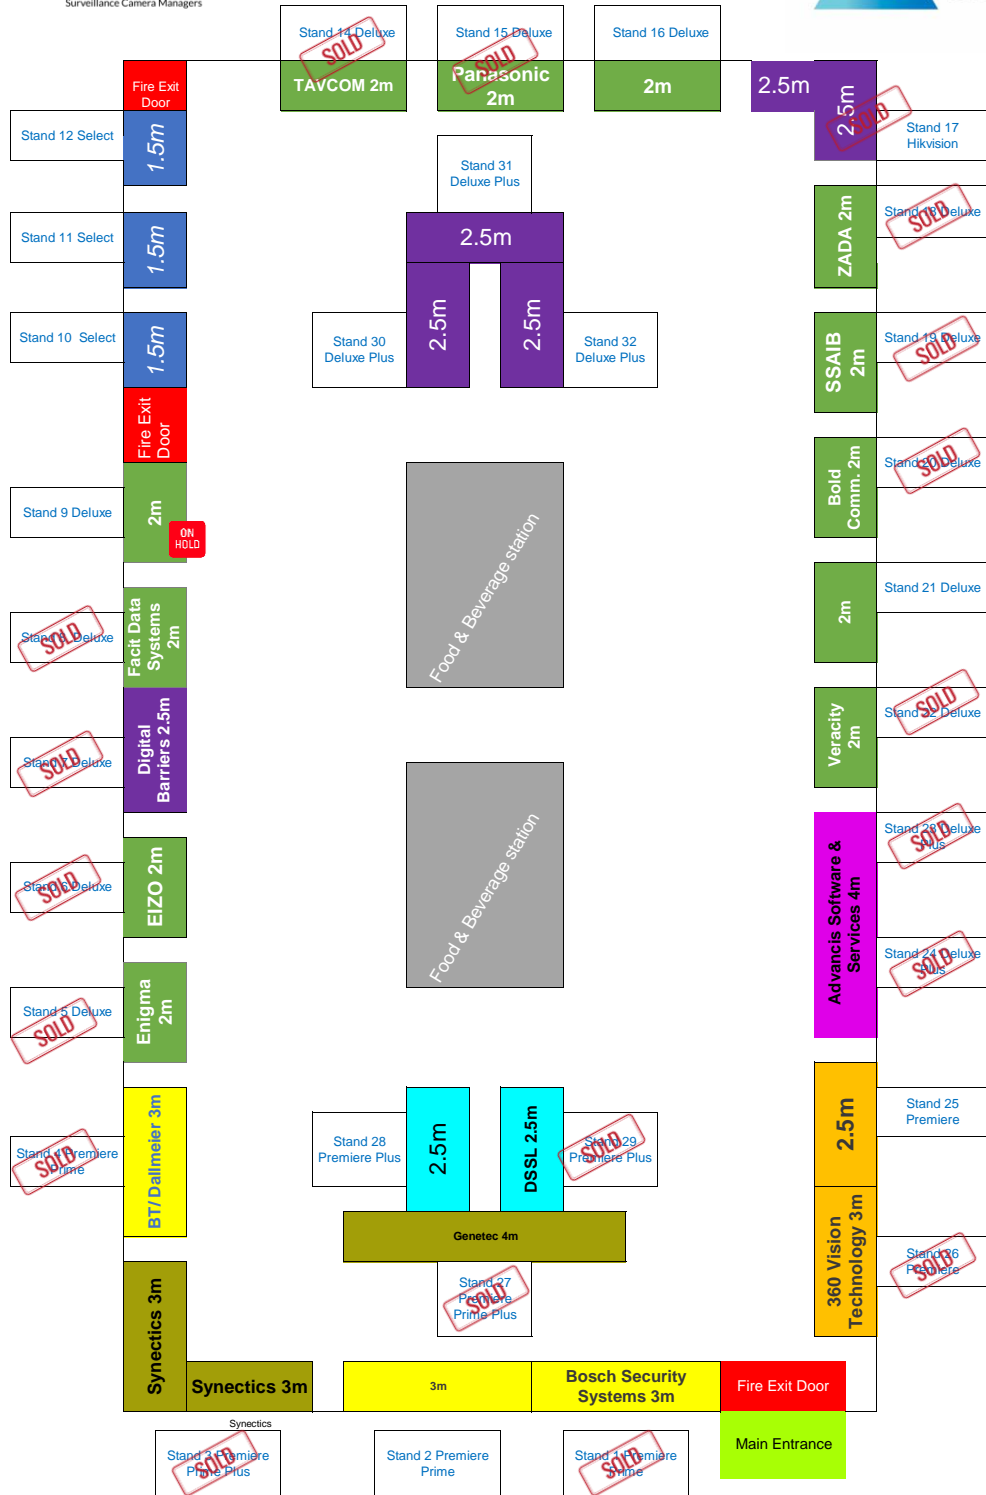 Surveillance Camera Managers
Stand 14 Deluxe
SOLD
Stand 15 Deluxe
SOLD
Stand 16 Deluxe
TAVCOM 2m
Panasonic
2m
2m
2.5m
2.5m
SOLD
Stand 17
Hikvision
Fire Exit
Door
Stand 12 Select
1.5m
Stand 31
Deluxe Plus
2.5m
2.5m
2.5m
Stand 30
Deluxe Plus
Stand 32
Deluxe Plus
Stand 11 Select
1.5m
Stand 10 Select
1.5m
Fire Exit
Door
ZADA 2m
Stand 18 Deluxe
SOLD
SSAIB
2m
Stand 19 Deluxe
SOLD
Bold
Comm. 2m
Stand 20 Deluxe
SOLD
Stand 9 Deluxe
2m
ON
HOLD
Food & Beverage station
2m
Stand 21 Deluxe
Stand 8 Deluxe
SOLD
Facit Data
Systems
2m
Veracity
2m
Stand 22 Deluxe
SOLD
Stand 7 Deluxe
SOLD
Digital
Barriers 2.5m
Food & Beverage station
Advancis Software &
Services 4m
Stand 23 Deluxe
Plus
SOLD
Stand 24 Deluxe
Plus
SOLD
Stand 6 Deluxe
SOLD
EIZO 2m
Stand 5 Deluxe
SOLD
Enigma
2m
Stand 4 Premiere
Prime
SOLD
BT/ Dallmeier 3m
Stand 28
Premiere Plus
2.5m
DSSL 2.5m
Stand 29
Premiere Plus
SOLD
2.5m
Stand 25
Premiere
Genetec 4m
Stand 27
Premiere
Prime Plus
SOLD
360 Vision
Technology 3m
Stand 26
Premiere
SOLD
Synectics 3m
Synectics 3m
3m
Bosch Security
Systems 3m
Fire Exit Door
Main Entrance
Synectics
Stand 3 Premiere
Prime Plus
SOLD
Stand 2 Premiere
Prime
Stand 1 Premiere
Prime
SOLD